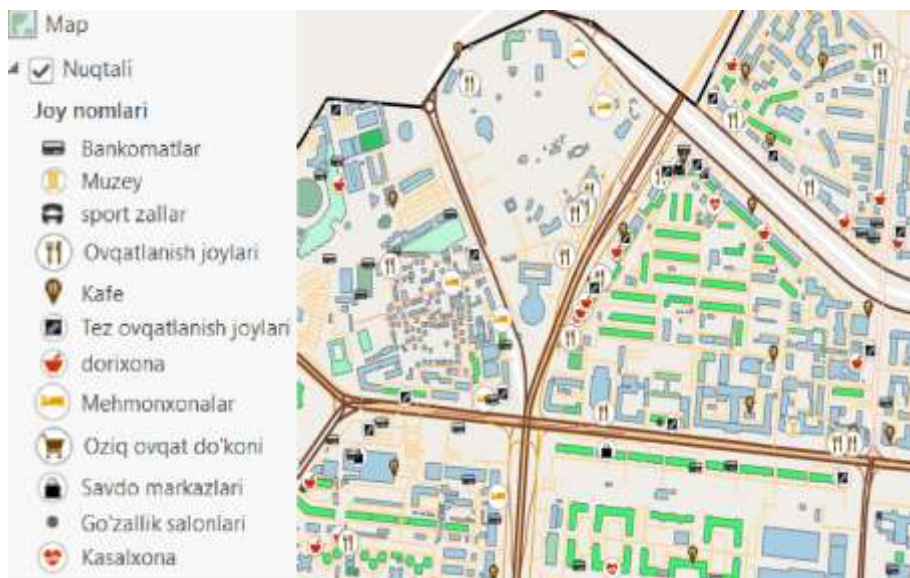 Map
Nuqtali
Joy nomlari
Bankomatlar
Muzey
sport zallar
Ovqatlanish joylari
Kafe
Tez ovqatlanish joylari
dorixona
Mehmonxonalar
Oziq ovqat do'koni
Savdo markazlari
Go'zallik salonlari
Kasalxona